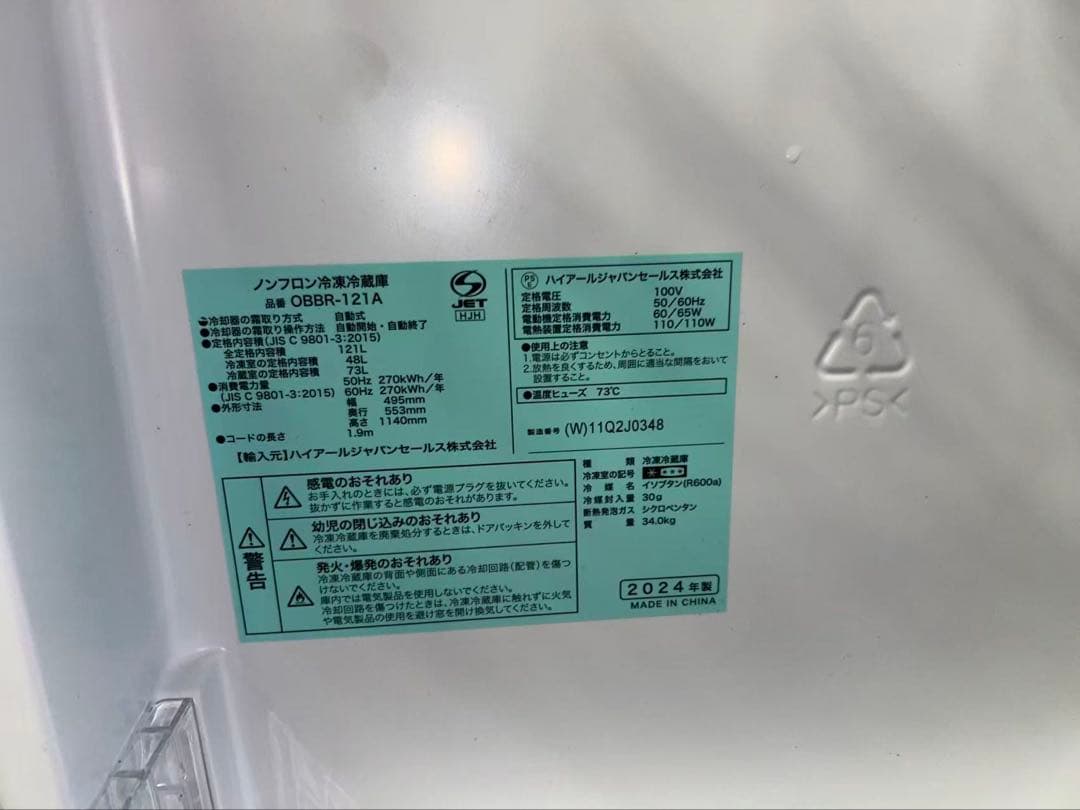 ノンフロン冷凍冷蔵庫
品番 OBBR-121A
JET
HJH
●冷却器の霜取り方式 自動式
●冷却器の霜取り操作方法 自動開始・自動終了
●定格内容積(JIS C 9801-3:2015)
全定格内容積 121L
冷凍室の定格内容積 48L
冷蔵室の定格内容積 73L
●消費電力量 50Hz 270kWh/年
(JIS C 9801-3:2015) 60Hz 270kWh/年
●外形寸法 幅 495mm
奥行 553mm
高さ 1140mm
●コードの長さ 1.9m
【輸入元】ハイアールジャパンセールス株式会社
PS E ハイアールジャパンセールス株式会社
定格電圧 100V
定格周波数 50/60Hz
電動機定格消費電力 60/65W
電熱装置定格消費電力 110/110W
●使用上の注意
1.電源は必ずコンセントからとること。
2.放熱を良くするため、周囲に適当な間隔をおいて
設置すること。
●温度ヒューズ 73℃
製造番号 (W)11Q2J0348
種類 冷凍冷蔵庫
冷凍室の記号
冷媒名 イソブタン(R600a)
冷媒封入量 30g
断熱発泡ガス シクロペンタン
質量 34.0kg
2024年製
MADE IN CHINA
警告
感電のおそれあり
お手入れのときには、必ず電源プラグを抜いてください。
抜かずに作業すると感電のおそれがあります。
幼児の閉じ込みのおそれあり
冷凍冷蔵庫を廃棄処分するときは、ドアパッキンを外して
ください。
発火・爆発のおそれあり
冷凍冷蔵庫の背面や側面にある冷却回路(配管)を傷つ
けないでください。
庫内では電気製品を使用しないでください。
冷却回路を傷つけたときは、冷凍冷蔵庫に触れずに火気
や電気製品の使用を避け窓を開け換気してください。
6
>PS<